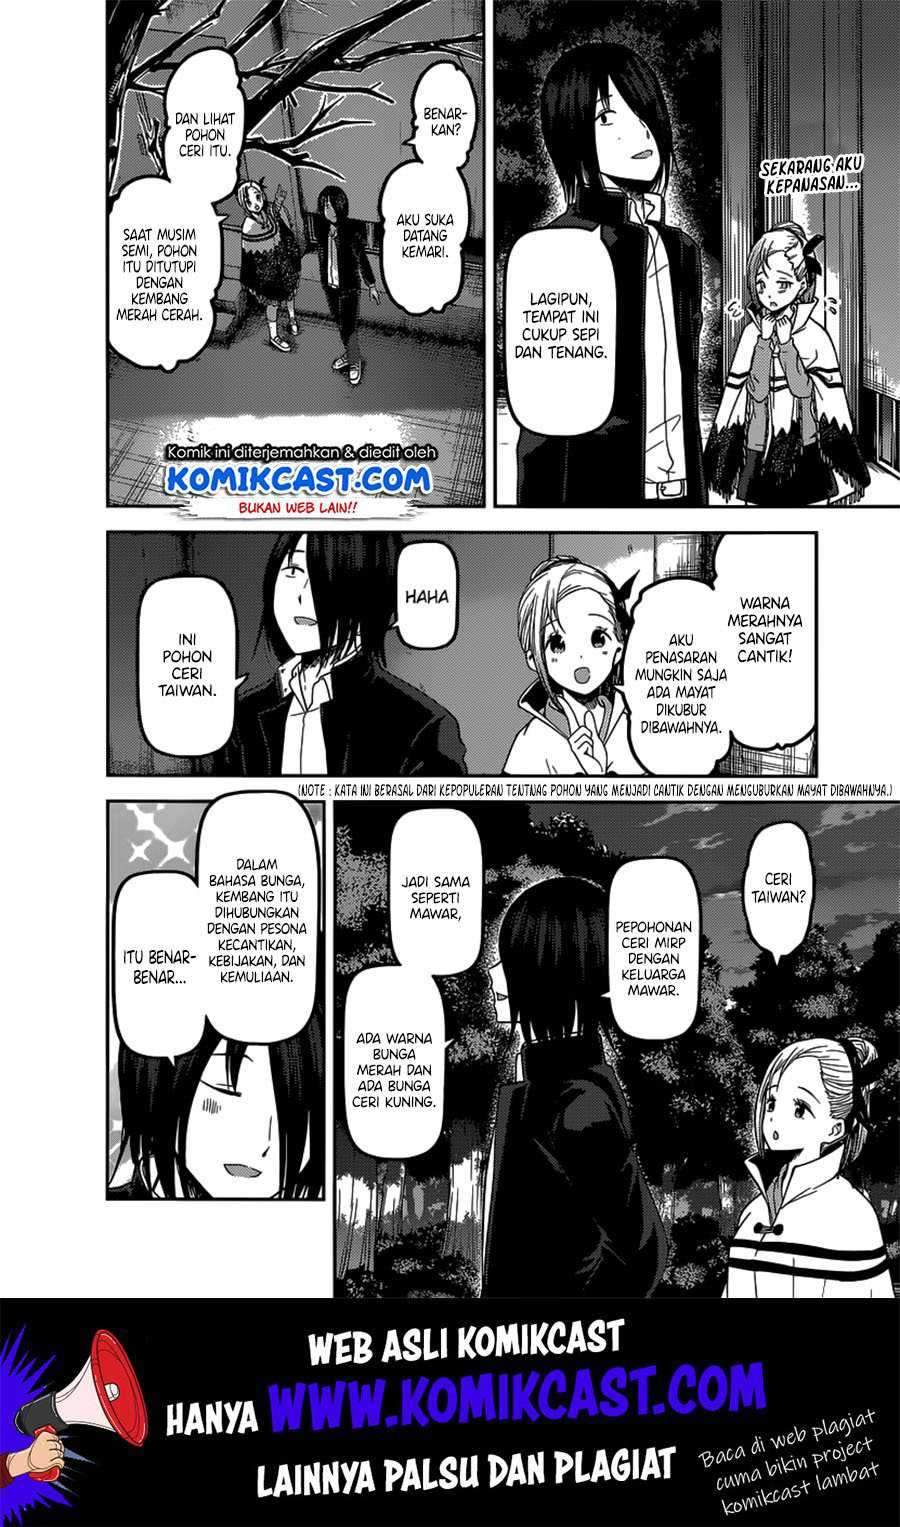 SEKARANG AKU
KEPANASAN...
LAGIPUN,
TEMPAT INI
CUKUP SEPI
DAN TENANG.
BENAR-
KAN?
AKU SUKA
DATANG
KEMARI.
DAN LIHAT
POHON
CERI ITU.
SAAT MUSIM
SEMI, POHON
ITU DITUTUPI
DENGAN
KEMBANG
MERAH CERAH.
Komik ini diterjemahkan & diedit oleh
KOMIKCAST.COM
BUKAN WEB LAIN!!
WARNA
MERAHNYA
SANGAT
CANTIK!
AKU
PENASARAN
MUNGKIN SAJA
ADA MAYAT
DIKUBUR
DIBAWAHNYA.
HAHA
INI
POHON
CERI
TAIWAN.
(NOTE : KATA INI BERASAL DARI KEPOPULERAN TENTNAG POHON YANG MENJADI CANTIK DENGAN MENGUBURKAN MAYAT DIBAWAHNYA.)
CERI
TAIWAN?
PEPOHONAN
CERI MIRP
DENGAN
KELUARGA
MAWAR.
JADI SAMA
SEPERTI
MAWAR,
ADA WARNA
BUNGA
MERAH DAN
ADA BUNGA
CERI KUNING.
DALAM
BAHASA BUNGA,
KEMBANG ITU
DIHUBUNGKAN
DENGAN PESONA
KECANTIKAN,
KEBIJAKAN, DAN
KEMULIAAN.
ITU BENAR-
BENAR...
WEB ASLI KOMIKCAST
HANYA WWW.KOMIKCAST.COM
LAINNYA PALSU DAN PLAGIAT
Baca di web plagiat
cuma bikin project
komikcast lambat